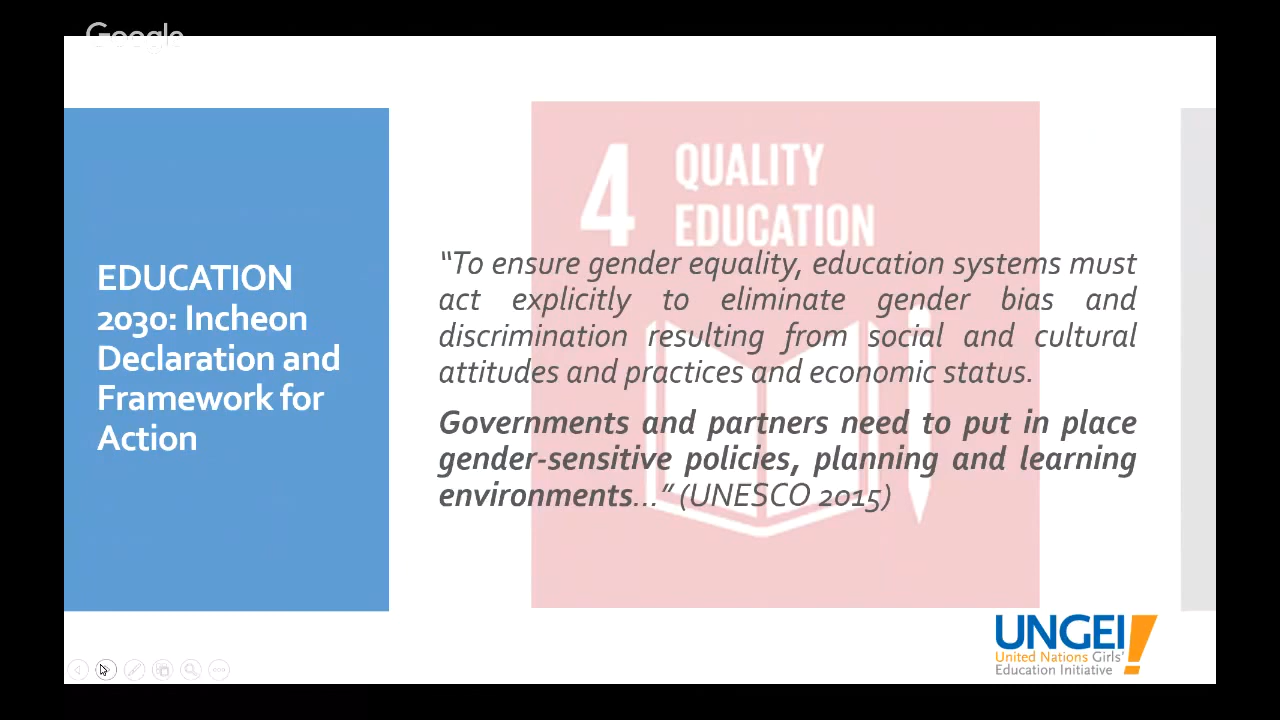 Google
EDUCATION
2030: Incheon
Declaration and
Framework for
Action
4 QUALITY
EDUCATION
“To ensure gender equality, education systems must
act explicitly to eliminate gender bias and
discrimination resulting from social and cultural
attitudes and practices and economic status.
Governments and partners need to put in place
gender-sensitive policies, planning and learning
environments…” (UNESCO 2015)
UNGEI!
United Nations Girls'
Education Initiative